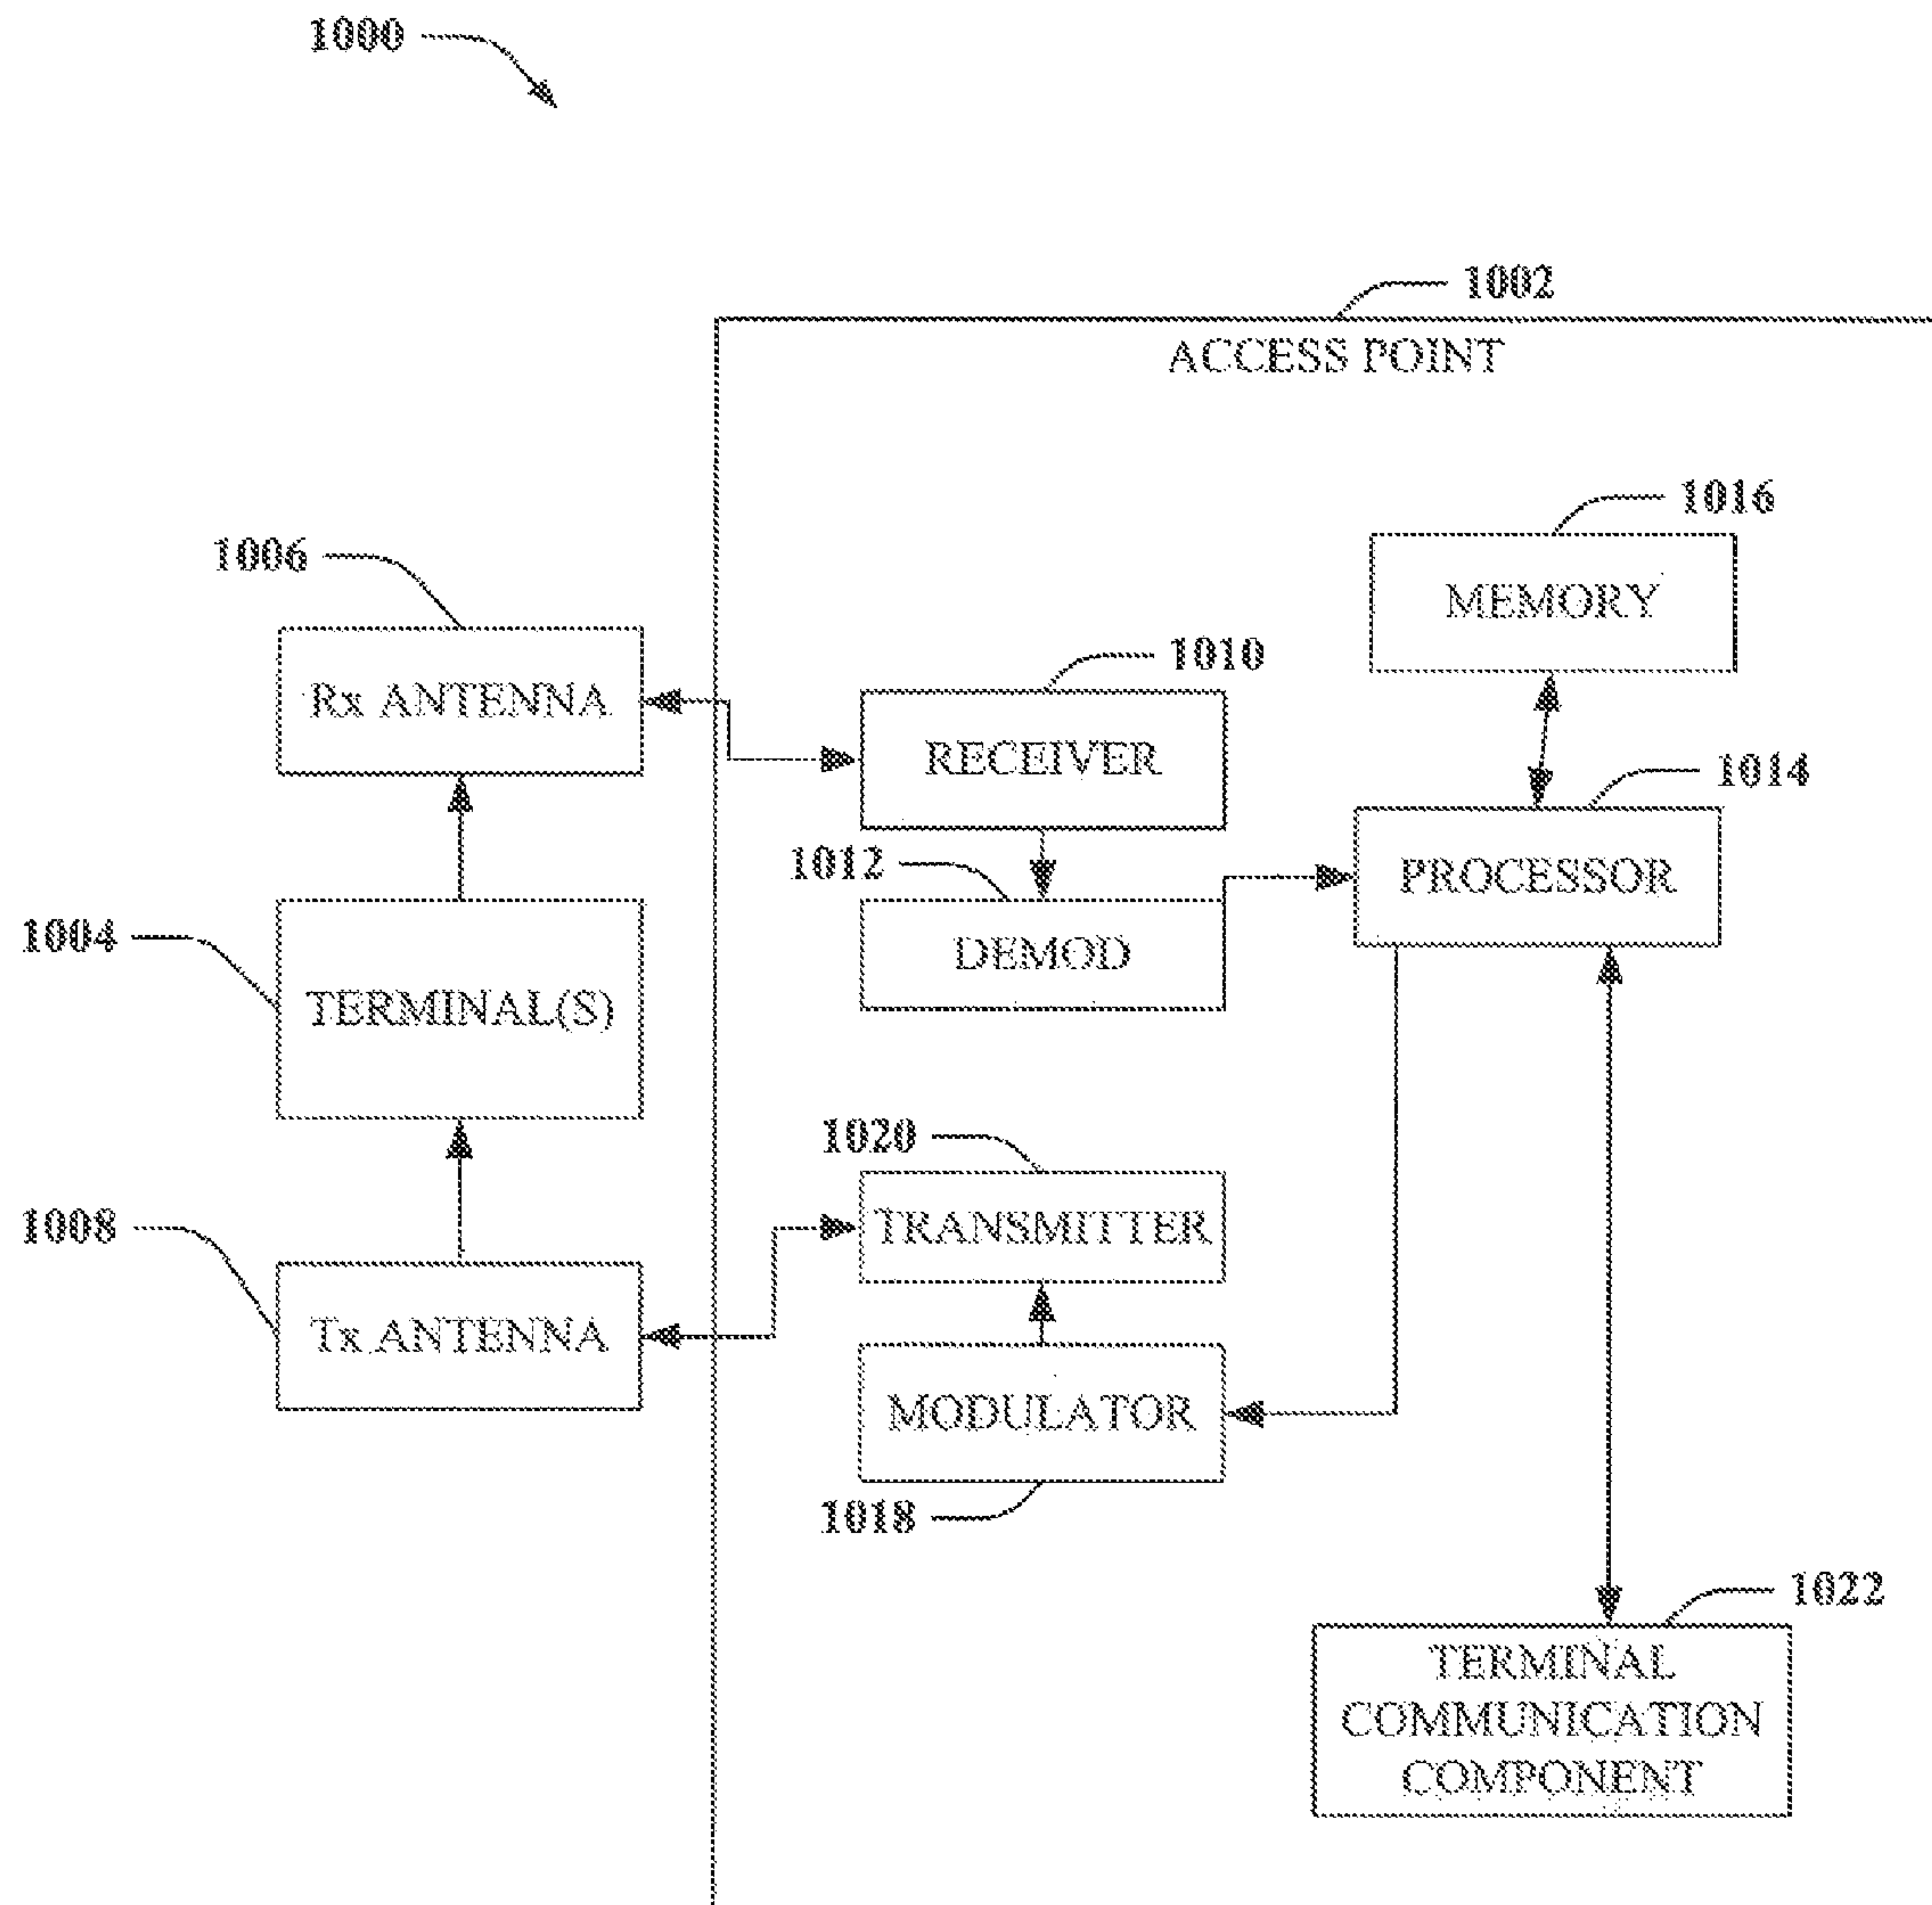 1000
1002
ACCESS POINT
1016
1006
MEMORY
1010
Rx ANTENNA
RECEIVER
1014
1012
PROCESSOR
1004
DEMOD
TERMINAL(S)
1020
1008
TRANSMITTER
Tx ANTENNA
MODULATOR
1018
1022
TERMINAL
COMMUNICATION
COMPONENT